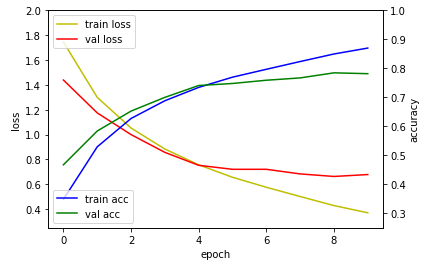 2.0
1.8
1.6
1.4
1.2
1.0
0.8
0.6
0.4
loss
train loss
val loss
train acc
val acc
0 2 4 6 8
epoch
1.0
0.9
0.8
0.7
0.6
0.5
0.4
0.3
accuracy